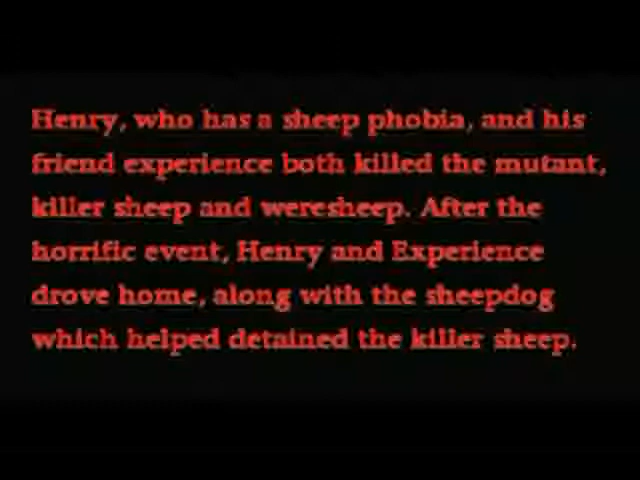 Henry, who has a sheep phobia, and his
friend experience both killed the mutant,
killer sheep and weresheep. After the
horrific event, Henry and Experience
drove home, along with the sheepdog
which helped detained the killer sheep.